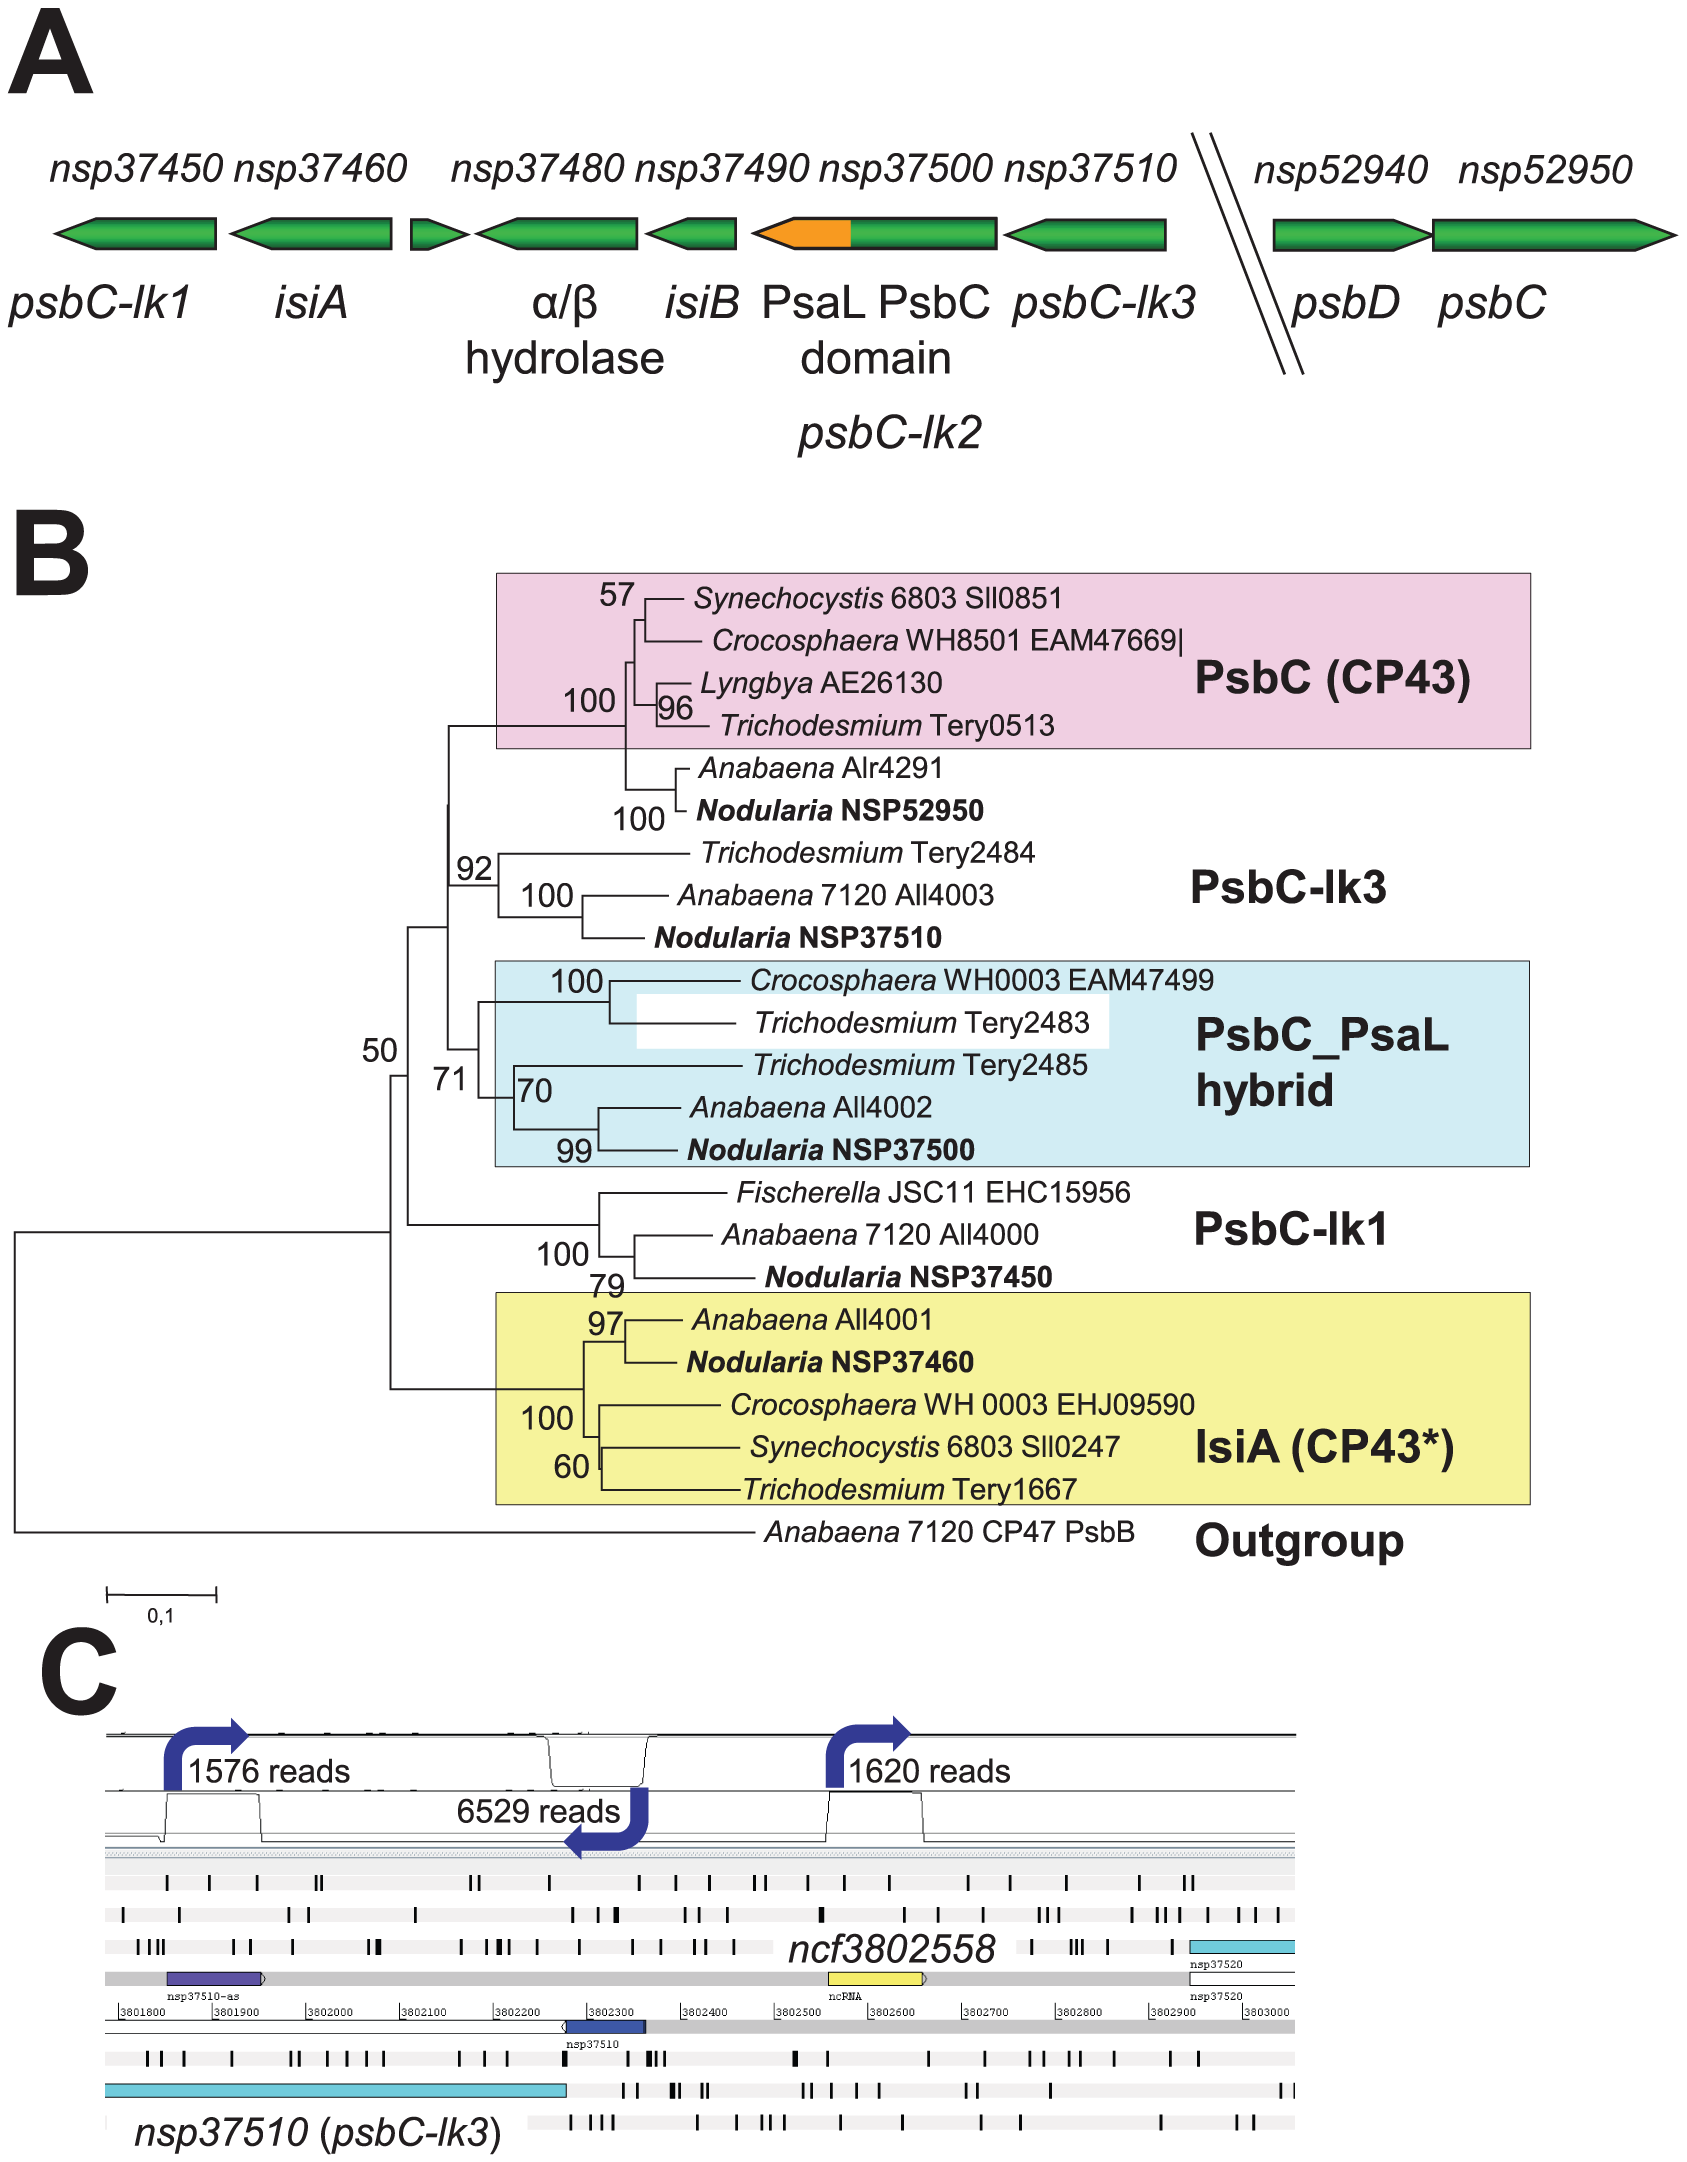 A
nsp37450 nsp37460 nsp37480 nsp37490 nsp37500 nsp37510 nsp52940 nsp52950
psbC-lk1 isiA α/β isiB PsaL PsbC psbC-lk3 psbD psbC
hydrolase domain
psbC-lk2
B
57 Synechocystis 6803 Sll0851
Crocosphaera WH8501 EAM47669|
PsbC (CP43)
100 Lyngbya AE26130
96
Trichodesmium Tery0513
Anabaena Alr4291
100 Nodularia NSP52950
Trichodesmium Tery2484
92
PsbC-lk3
100 Anabaena 7120 All4003
Nodularia NSP37510
100 Crocosphaera WH0003 EAM47499
Trichodesmium Tery2483
PsbC_PsaL
hybrid
50
71
Trichodesmium Tery2485
70
Anabaena All4002
99 Nodularia NSP37500
Fischerella JSC11 EHC15956
PsbC-lk1
Anabaena 7120 All4000
100
79
Nodularia NSP37450
97 Anabaena All4001
Nodularia NSP37460
Crocosphaera WH 0003 EHJ09590
100
Synechocystis 6803 Sll0247
IsiA (CP43*)
60
Trichodesmium Tery1667
Anabaena 7120 CP47 PsbB
Outgroup
0,1
C
1576 reads 1620 reads
6529 reads
ncf3802558
nsp37520
nsp37510-as ncRNA nsp37520
3801800 3801900 3802000 3802100 3802200 3802300 3802400 3802500 3802600 3802700 3802800 3802900 3803000
nsp37510
nsp37510 (psbC-lk3)